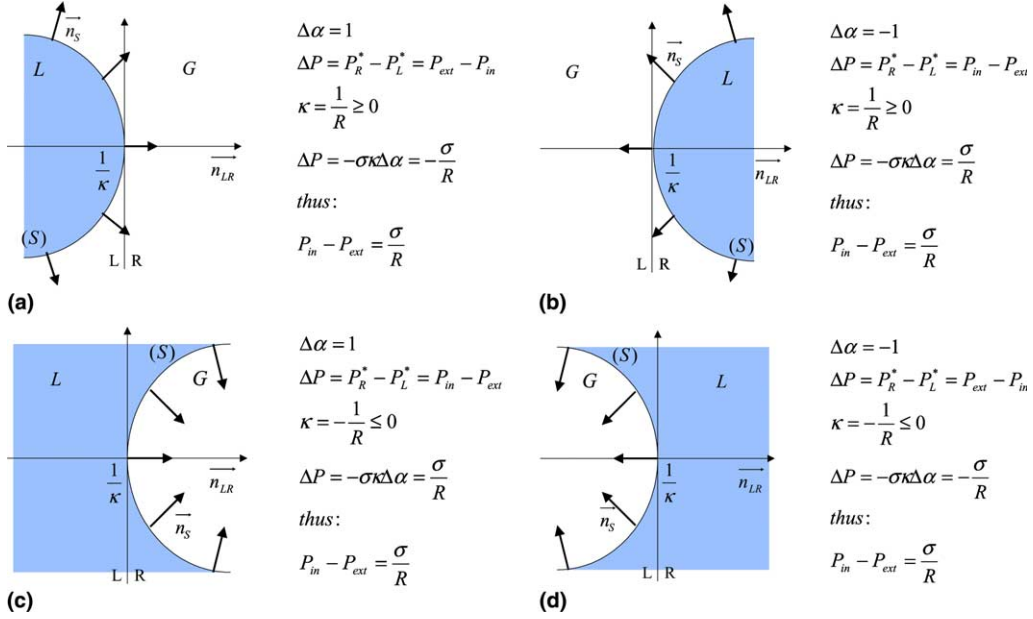 n_S
L
G
1/κ
n_LR
(S)
L R
(a)
Δα = 1
ΔP = P_R^* − P_L^* = P_ext − P_in
κ = 1/R ≥ 0
ΔP = −σκΔα = −σ/R
thus:
P_in − P_ext = σ/R
n_S
L
G
1/κ
n_LR
(S)
L R
(b)
Δα = −1
ΔP = P_R^* − P_L^* = P_in − P_ext
κ = 1/R ≥ 0
ΔP = −σκΔα = σ/R
thus:
P_in − P_ext = σ/R
(S)
L
G
1/κ
n_LR
n_S
L R
(c)
Δα = 1
ΔP = P_R^* − P_L^* = P_in − P_ext
κ = −1/R ≤ 0
ΔP = −σκΔα = σ/R
thus:
P_in − P_ext = σ/R
(S)
G
L
1/κ
n_LR
n_S
L R
(d)
Δα = −1
ΔP = P_R^* − P_L^* = P_ext − P_in
κ = −1/R ≤ 0
ΔP = −σκΔα = −σ/R
thus:
P_in − P_ext = σ/R